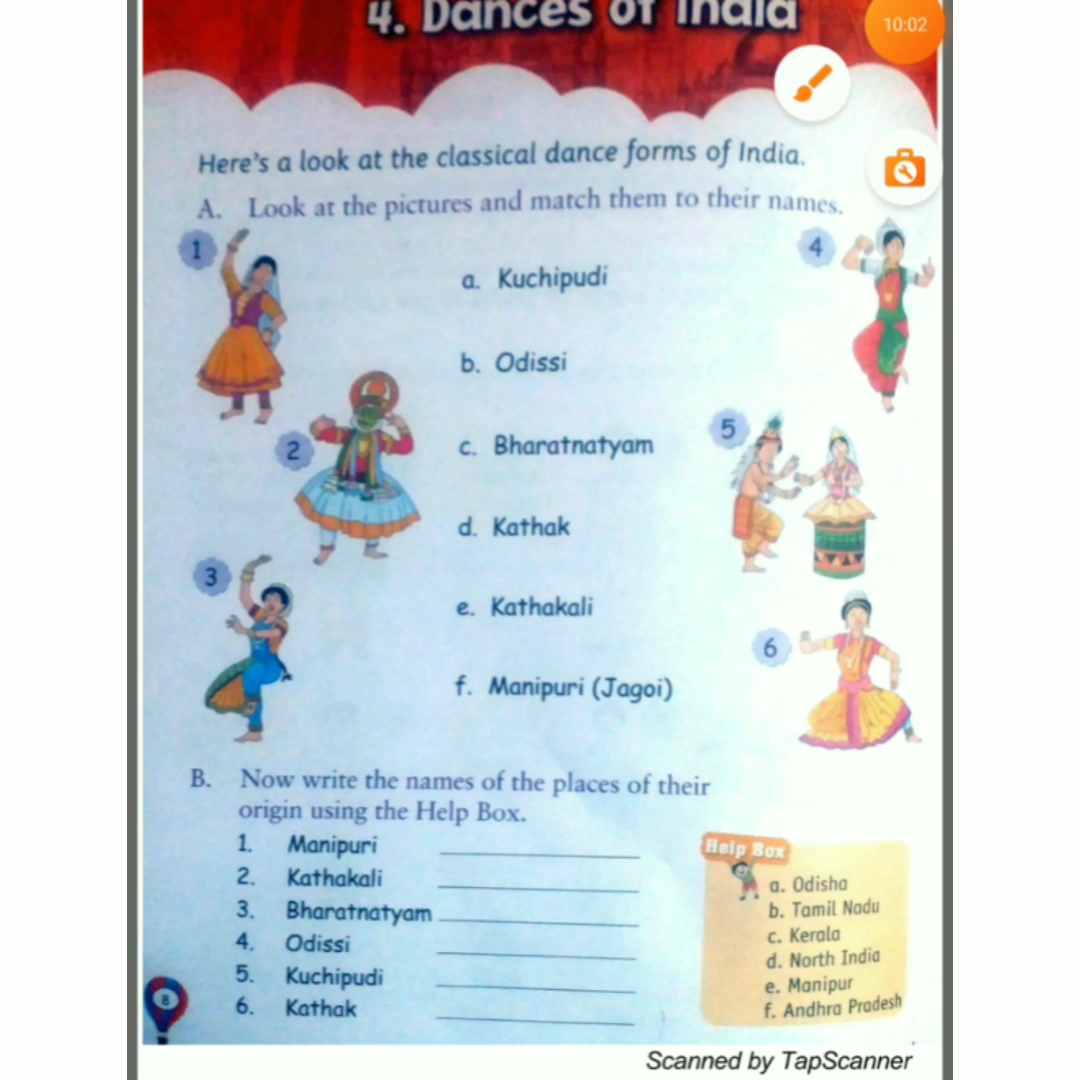 4. Dances of India
10:02
Here's a look at the classical dance forms of India.
A. Look at the pictures and match them to their names.
1
4
a. Kuchipudi
b. Odissi
2
5
c. Bharatnatyam
d. Kathak
3
e. Kathakali
6
f. Manipuri (Jagoi)
B. Now write the names of the places of their
origin using the Help Box.
1. Manipuri
2. Kathakali
3. Bharatnatyam
4. Odissi
5. Kuchipudi
6. Kathak
Help Box
a. Odisha
b. Tamil Nadu
c. Kerala
d. North India
e. Manipur
f. Andhra Pradesh
8
Scanned by TapScanner